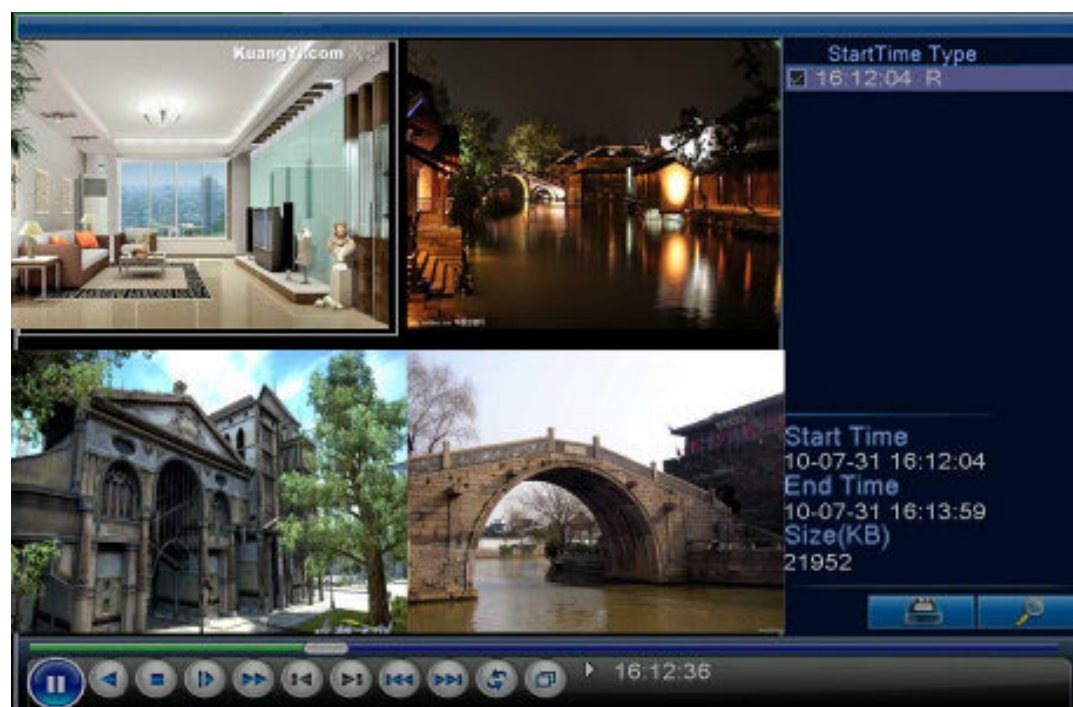 KuangYi.com
StartTime Type
16:12:04 R
Start Time
10-07-31 16:12:04
End Time
10-07-31 16:13:59
Size(KB)
21952
16:12:36